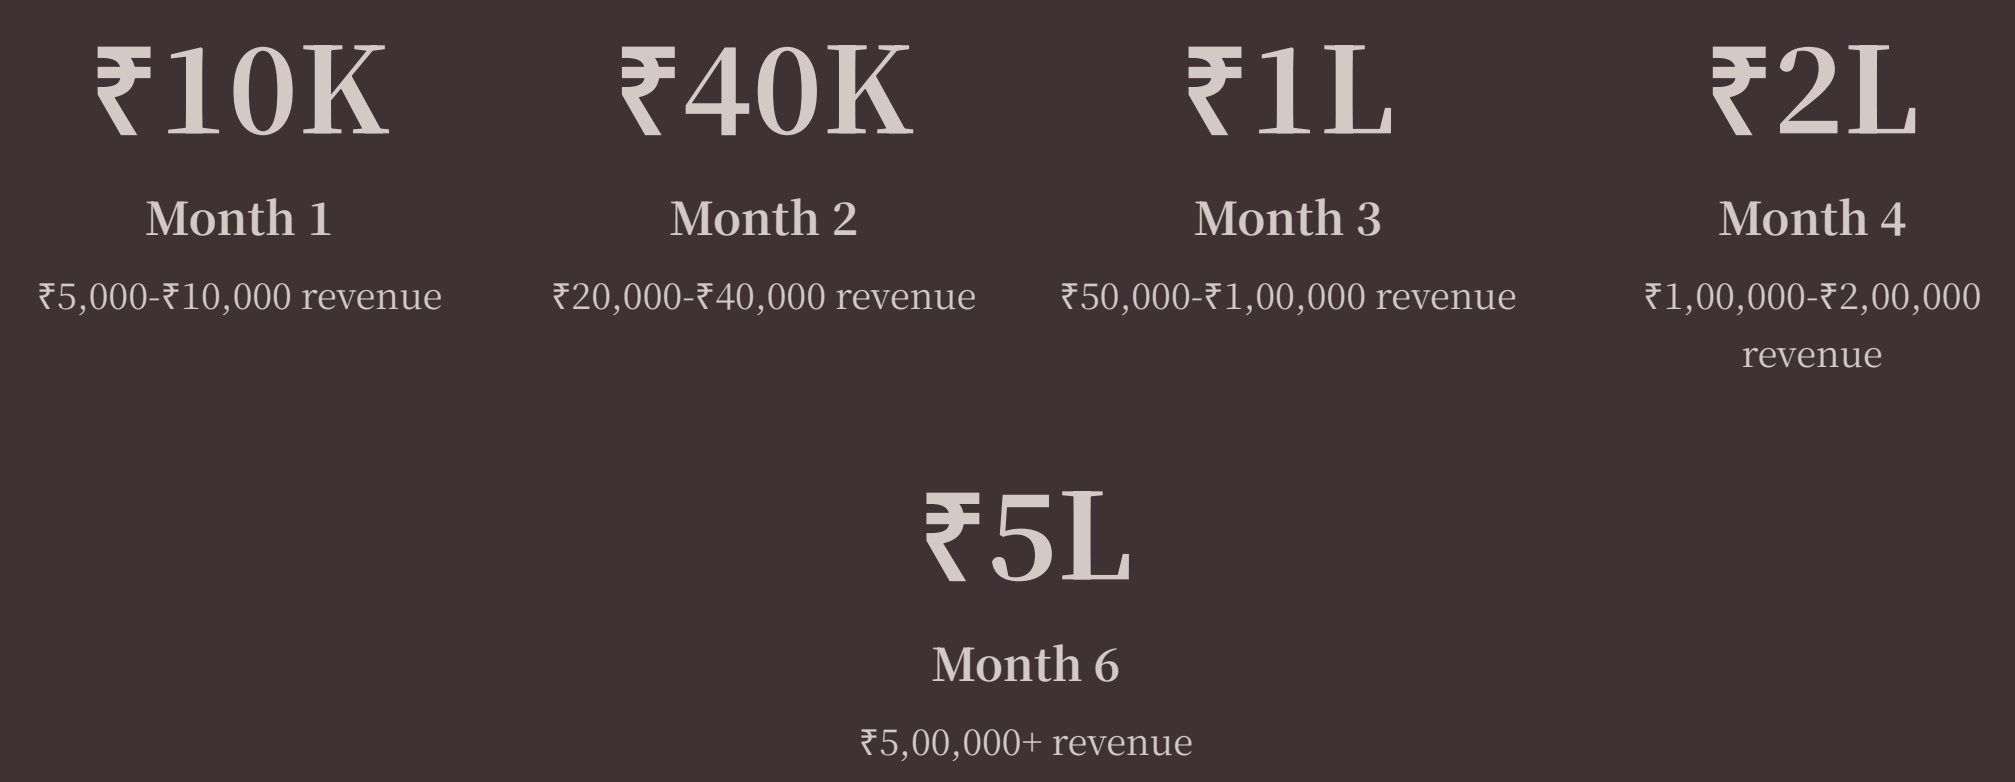 ₹10K
Month 1
₹5,000-₹10,000 revenue
₹40K
Month 2
₹20,000-₹40,000 revenue
₹1L
Month 3
₹50,000-₹1,00,000 revenue
₹2L
Month 4
₹1,00,000-₹2,00,000
revenue
₹5L
Month 6
₹5,00,000+ revenue